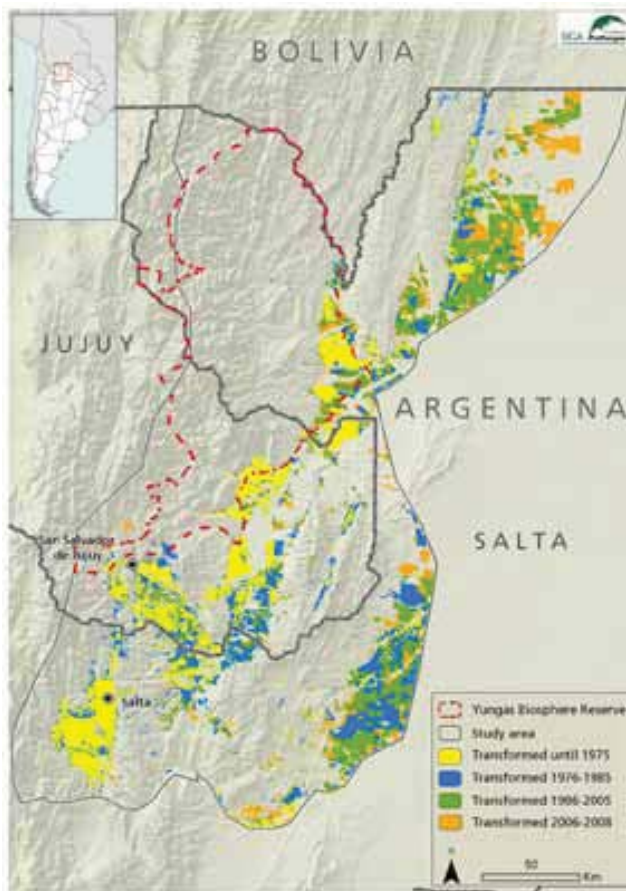 SIGA
BOLIVIA
JUJUY
ARGENTINA
San Salvador
de Jujuy
SALTA
Salta
Yungas Biosphere Reserve
Study area
Transformed until 1975
Transformed 1976-1985
Transformed 1986-2005
Transformed 2006-2008
50
Km